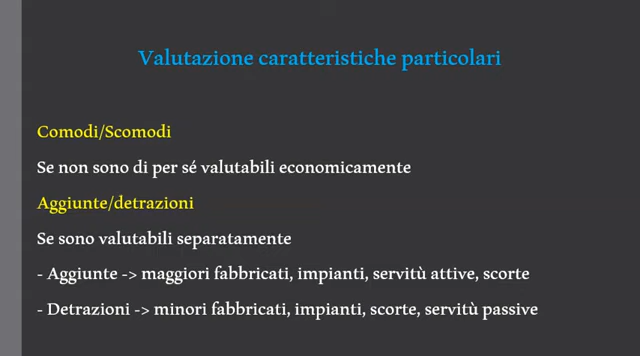 Valutazione caratteristiche particolari
Comodi/Scomodi
Se non sono di per sé valutabili economicamente
Aggiunte/detrazioni
Se sono valutabili separatamente
- Aggiunte -> maggiori fabbricati, impianti, servitù attive, scorte
- Detrazioni -> minori fabbricati, impianti, scorte, servitù passive